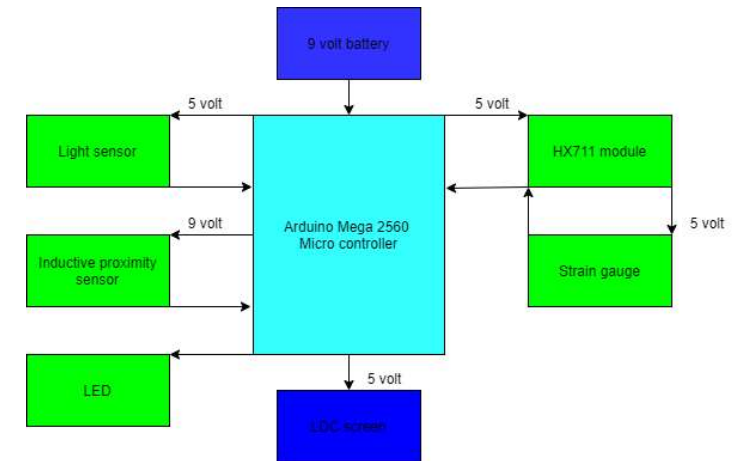 9 volt battery
5 volt
5 volt
Light sensor
HX711 module
Arduino Mega 2560
Micro controller
9 volt
5 volt
Inductive proximity
sensor
Strain gauge
5 volt
LED
LOC screen